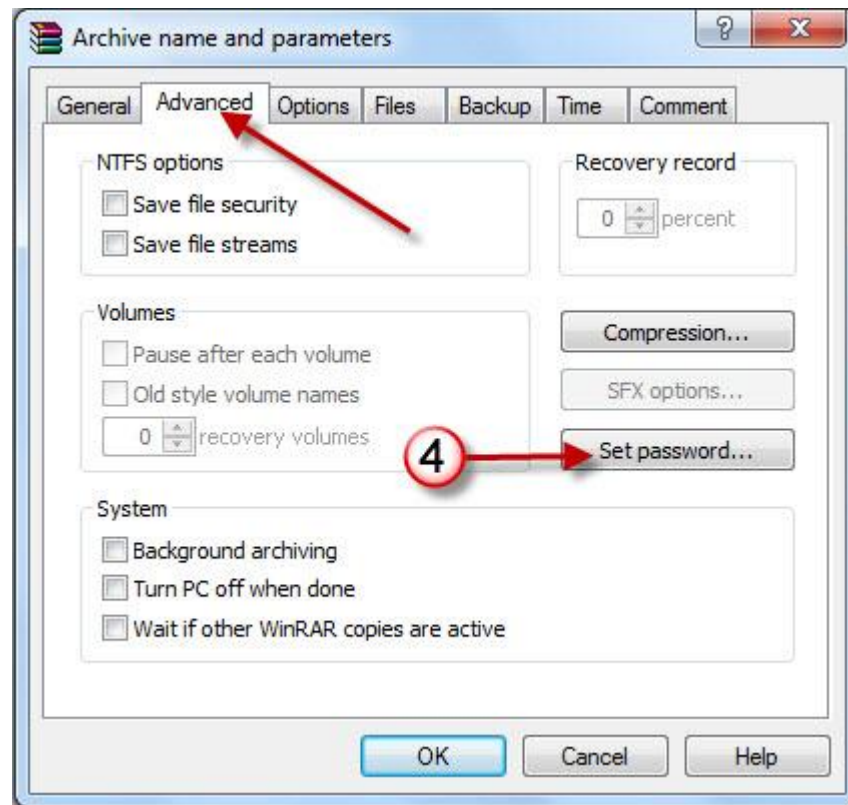 Archive name and parameters
?
X
General Advanced Options Files Backup Time Comment
NTFS options
Save file security
Save file streams
Recovery record
0 percent
Volumes
Pause after each volume
Old style volume names
0 recovery volumes
Compression...
SFX options...
4
Set password...
System
Background archiving
Turn PC off when done
Wait if other WinRAR copies are active
OK Cancel Help